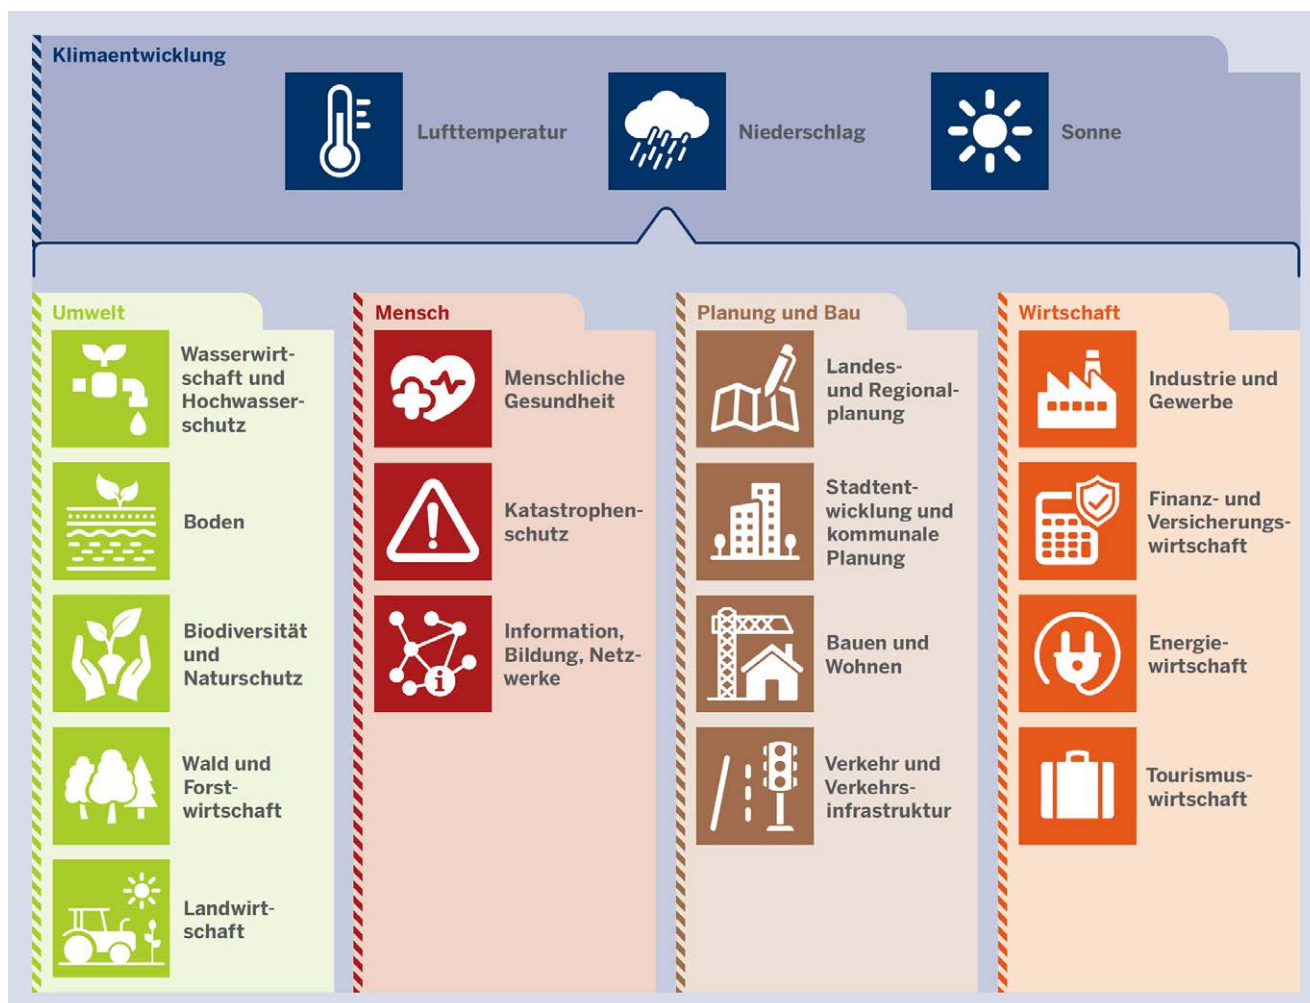 Klimaentwicklung
Lufttemperatur
Niederschlag
Sonne
Umwelt
Wasserwirt-
schaft und
Hochwasser-
schutz
Boden
Biodiversität
und
Naturschutz
Wald und
Forst-
wirtschaft
Landwirt-
schaft
Mensch
Menschliche
Gesundheit
Katastrophen-
schutz
Information,
Bildung, Netz-
werke
Planung und Bau
Landes-
und Regional-
planung
Stadtent-
wicklung und
kommunale
Planung
Bauen und
Wohnen
Verkehr und
Verkehrs-
infrastruktur
Wirtschaft
Industrie und
Gewerbe
Finanz- und
Versicherungs-
wirtschaft
Energie-
wirtschaft
Tourismus-
wirtschaft